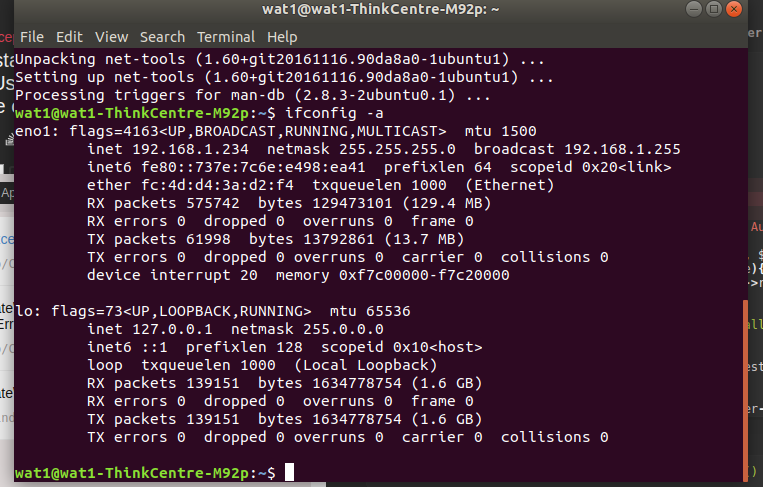 wat1@wat1-ThinkCentre-M92p: ~
File Edit View Search Terminal Help
Unpacking net-tools (1.60+git20161116.90da8a0-1ubuntu1) ...
Setting up net-tools (1.60+git20161116.90da8a0-1ubuntu1) ...
Processing triggers for man-db (2.8.3-2ubuntu0.1) ...
wat1@wat1-ThinkCentre-M92p:~$ ifconfig -a
eno1: flags=4163<UP,BROADCAST,RUNNING,MULTICAST>  mtu 1500
        inet 192.168.1.234  netmask 255.255.255.0  broadcast 192.168.1.255
        inet6 fe80::737e:7c6e:e498:ea41  prefixlen 64  scopeid 0x20<link>
        ether fc:4d:d4:3a:d2:f4  txqueuelen 1000  (Ethernet)
        RX packets 575742  bytes 129473101 (129.4 MB)
        RX errors 0  dropped 0  overruns 0  frame 0
        TX packets 61998  bytes 13792861 (13.7 MB)
        TX errors 0  dropped 0 overruns 0  carrier 0  collisions 0
        device interrupt 20  memory 0xf7c00000-f7c20000

lo: flags=73<UP,LOOPBACK,RUNNING>  mtu 65536
        inet 127.0.0.1  netmask 255.0.0.0
        inet6 ::1  prefixlen 128  scopeid 0x10<host>
        loop  txqueuelen 1000  (Local Loopback)
        RX packets 139151  bytes 1634778754 (1.6 GB)
        RX errors 0  dropped 0  overruns 0  frame 0
        TX packets 139151  bytes 1634778754 (1.6 GB)
        TX errors 0  dropped 0 overruns 0  carrier 0  collisions 0

wat1@wat1-ThinkCentre-M92p:~$